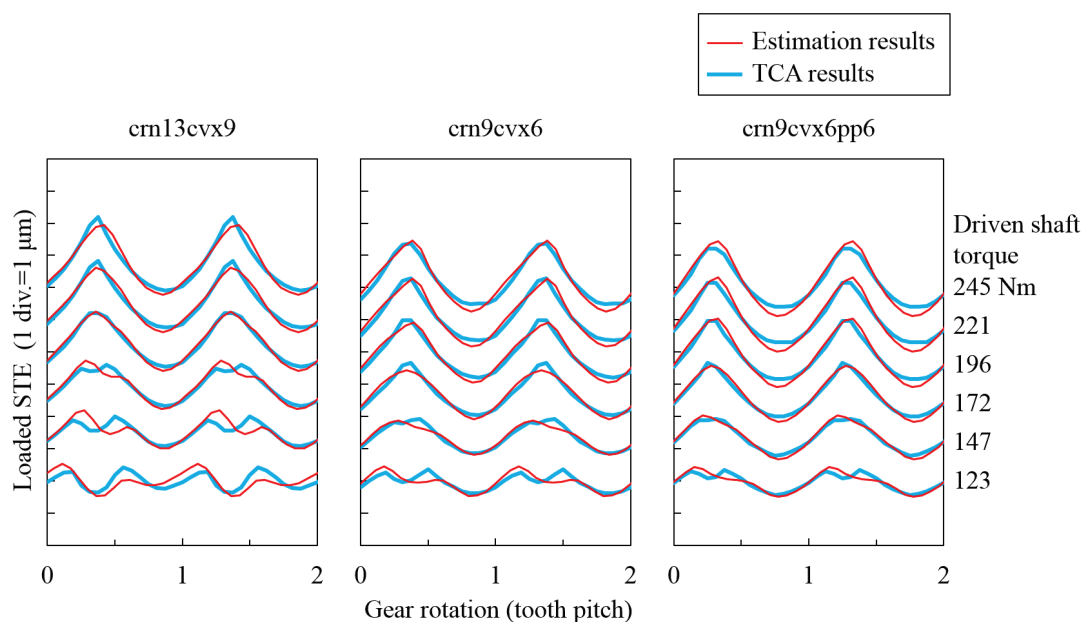 Estimation results
TCA results
crn13cvx9
crn9cvx6
crn9cvx6pp6
Loaded STE (1 div.=1 μm)
Driven shaft
torque
245 Nm
221
196
172
147
123
0 1 2
0 1 2
0 1 2
Gear rotation (tooth pitch)